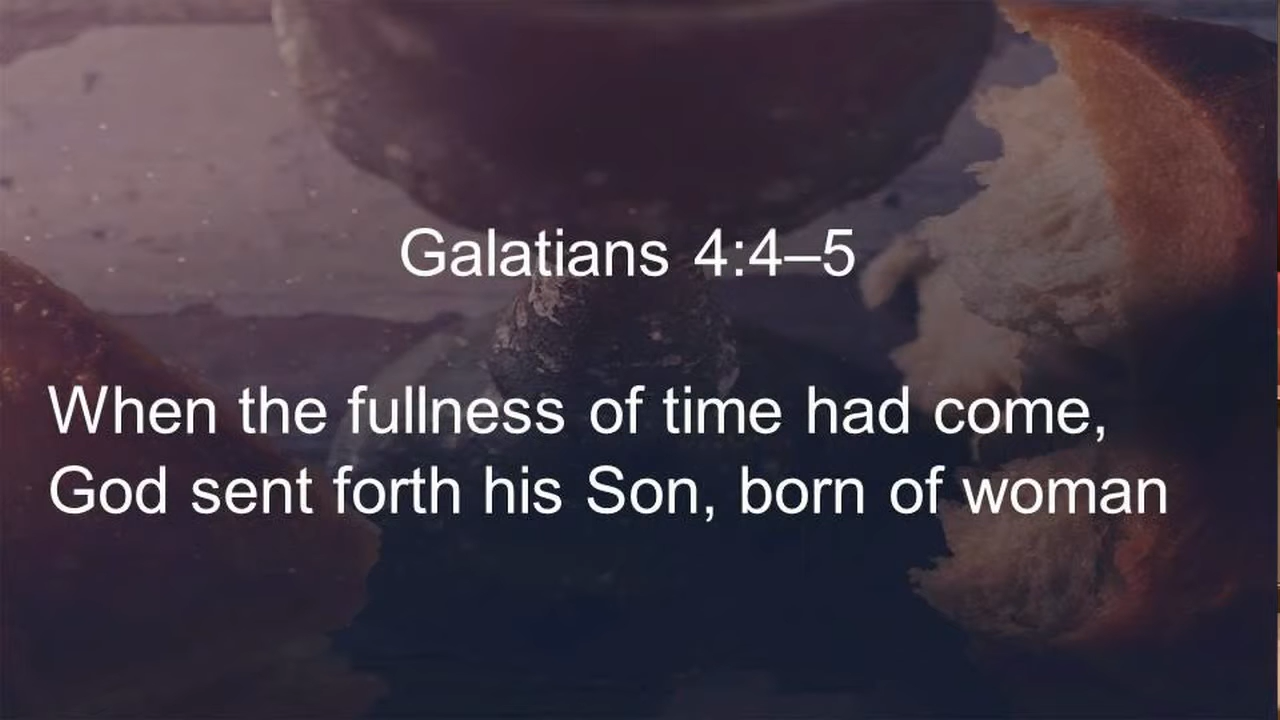 Galatians 4:4–5
When the fullness of time had come,
God sent forth his Son, born of woman